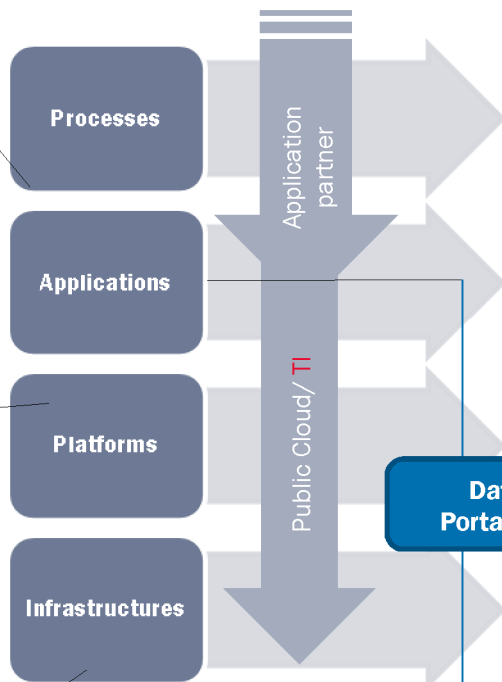 Processes
Application
partner
Applications
Public Cloud/ TI
Platforms
Infrastructures